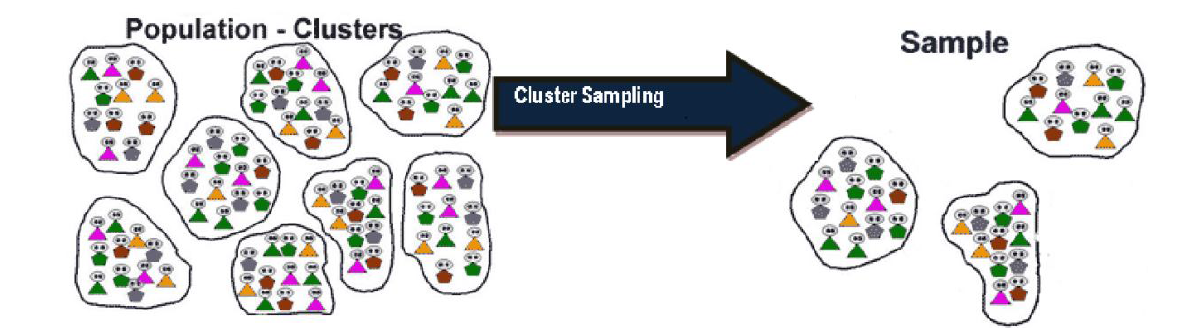 Population - Clusters
Sample
Cluster Sampling